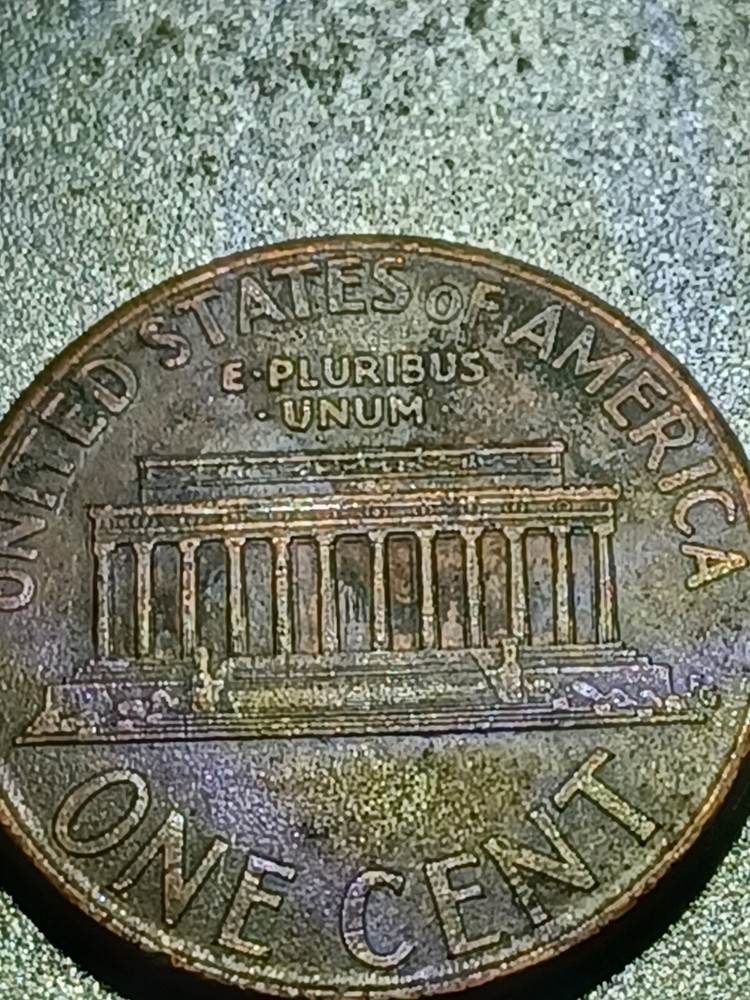 UNITED STATES OF AMERICA
E·PLURIBUS
·UNUM·
ONE CENT